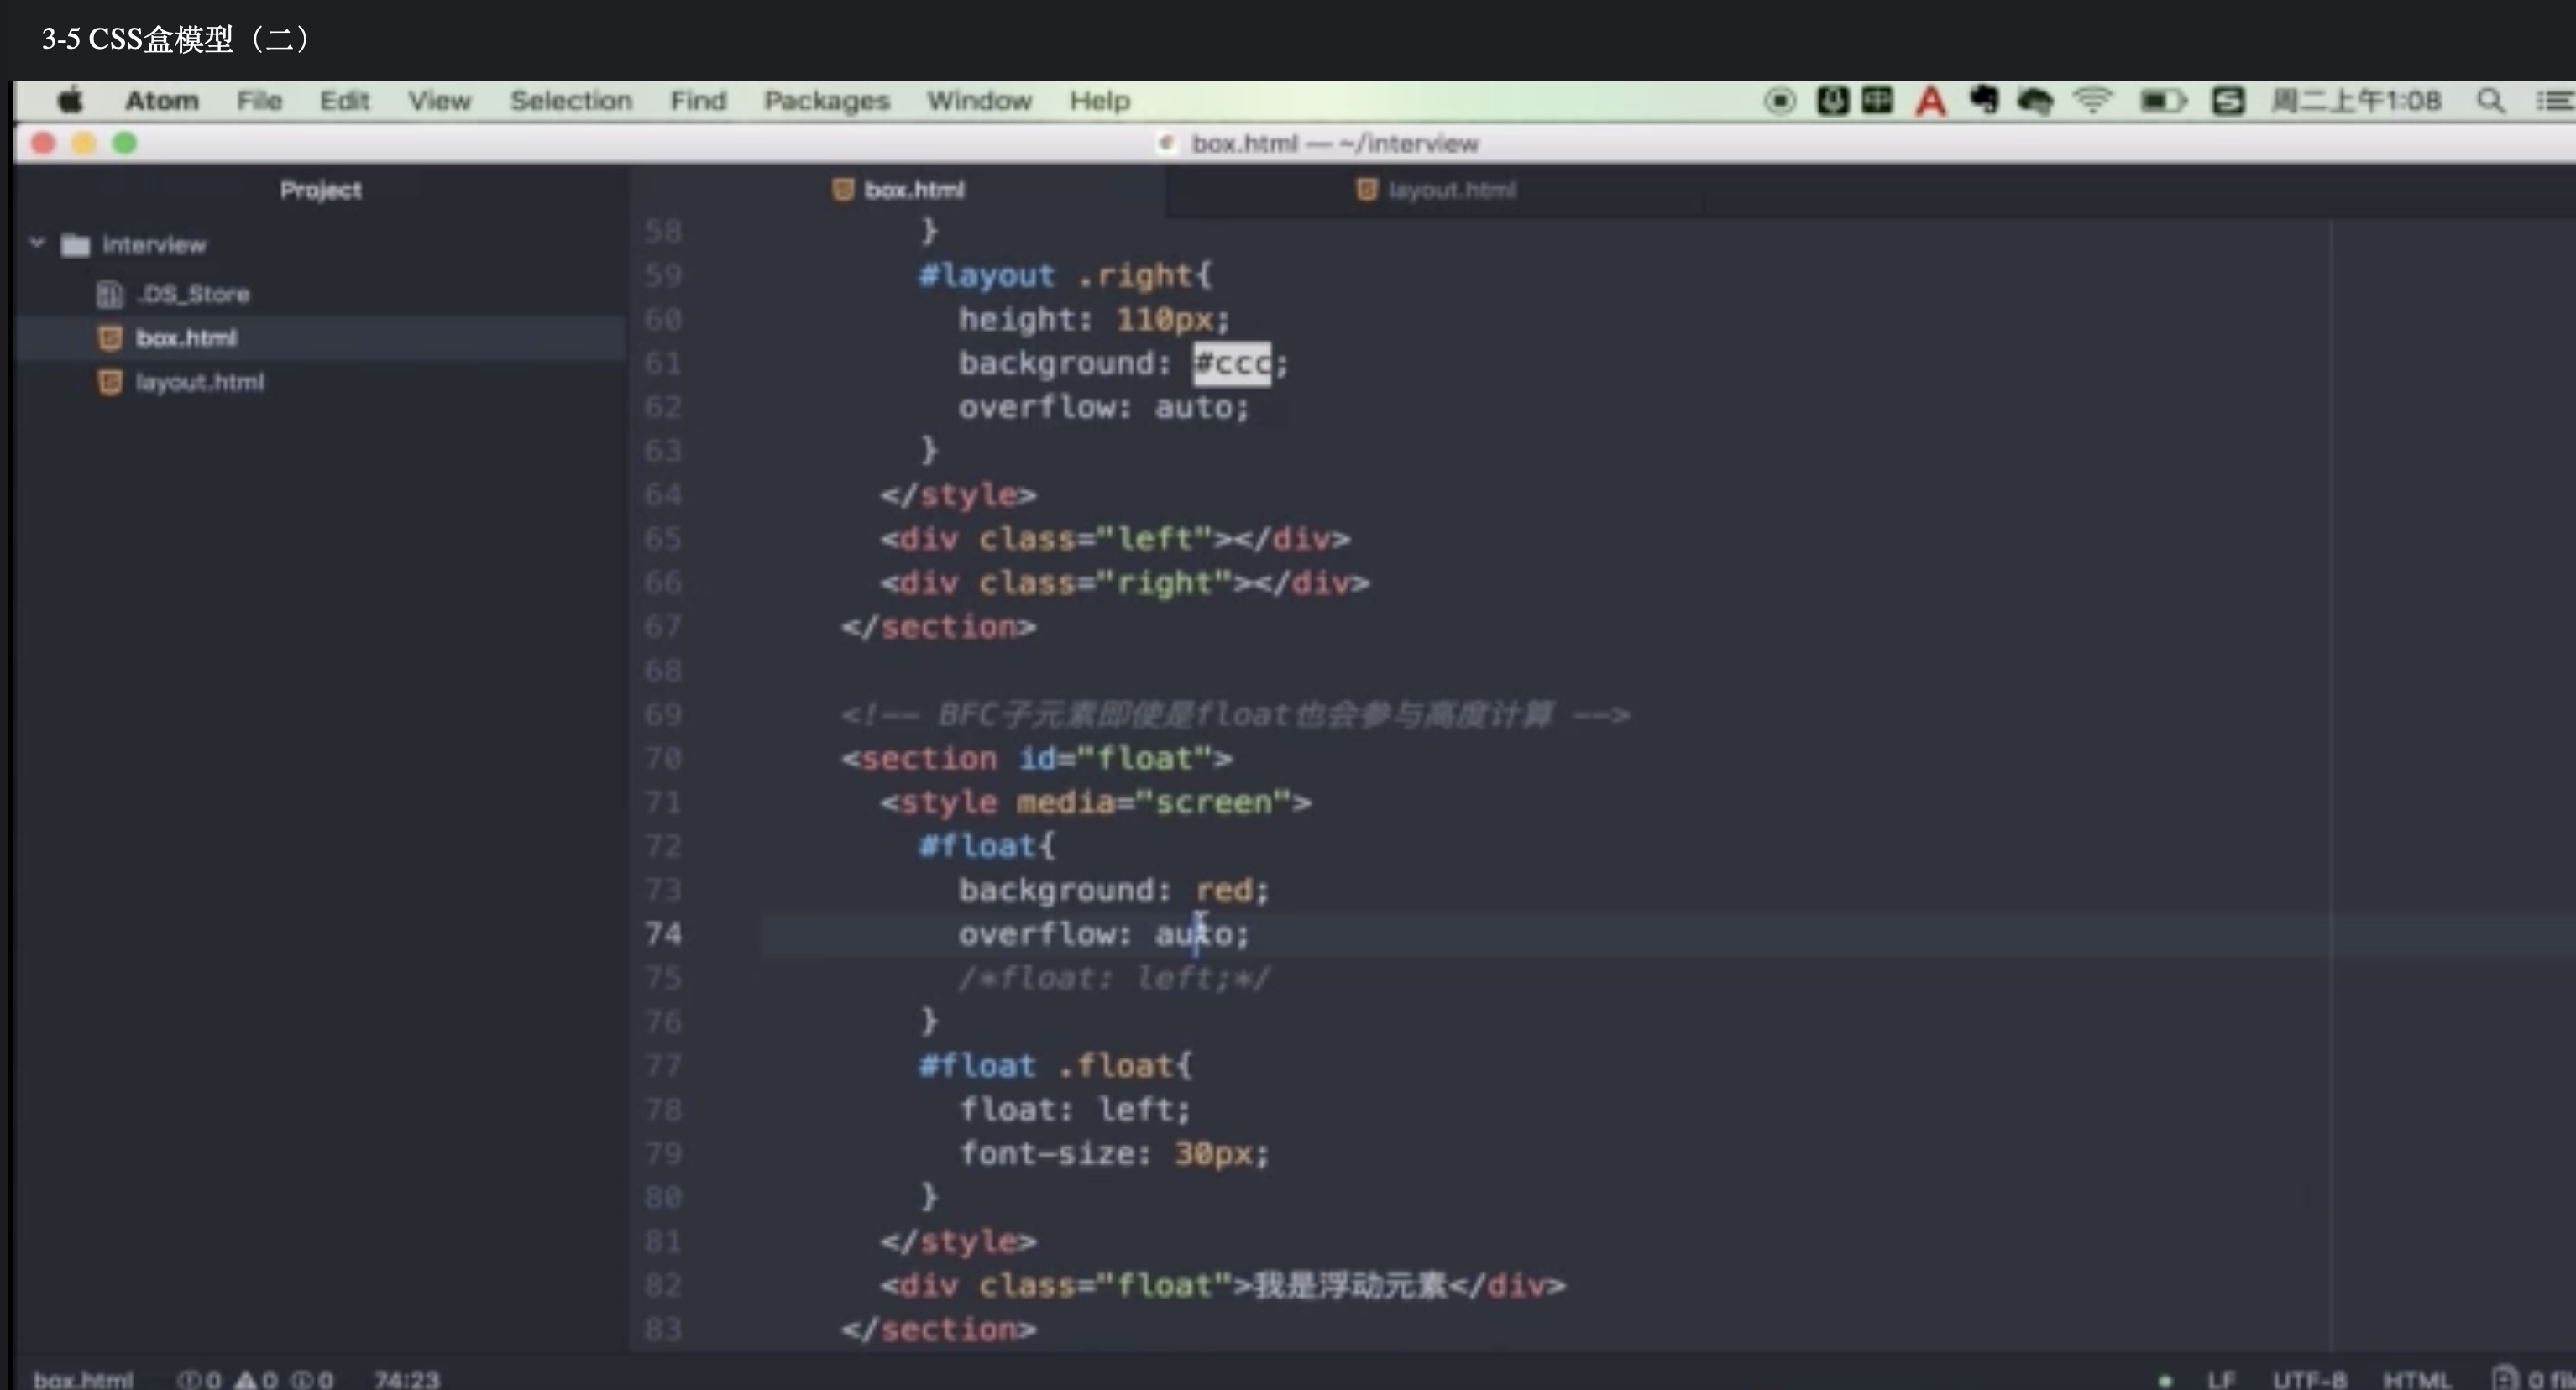 3-5 CSS盒模型（二）
Atom File Edit View Selection Find Packages Window Help 周二上午1:08
box.html — ~/interview
Project
box.html
layout.html
interview
.DS_Store
box.html
layout.html
58 }
59 #layout .right{
60 height: 110px;
61 background: #ccc;
62 overflow: auto;
63 }
64 </style>
65 <div class="left"></div>
66 <div class="right"></div>
67 </section>
68
69 <!-- BFC子元素即使是float也会参与高度计算 -->
70 <section id="float">
71 <style media="screen">
72 #float{
73 background: red;
74 overflow: auto;
75 /*float: left;*/
76 }
77 #float .float{
78 float: left;
79 font-size: 30px;
80 }
81 </style>
82 <div class="float">我是浮动元素</div>
83 </section>
box.html 0 0 0 74:23 LF UTF-8 HTML 0